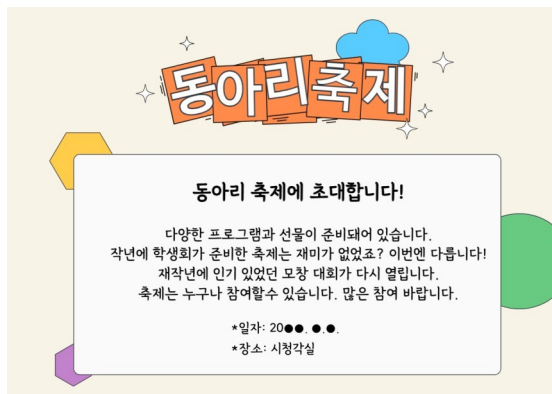 동아리축제
동아리 축제에 초대합니다!
다양한 프로그램과 선물이 준비돼어 있습니다.
작년에 학생회가 준비한 축제는 재미가 없었죠? 이번엔 다릅니다!
재작년에 인기 있었던 모창 대회가 다시 열립니다.
축제는 누구나 참여할수 있습니다. 많은 참여 바랍니다.
*일자: 20●●. ●.●.
*장소: 시청각실